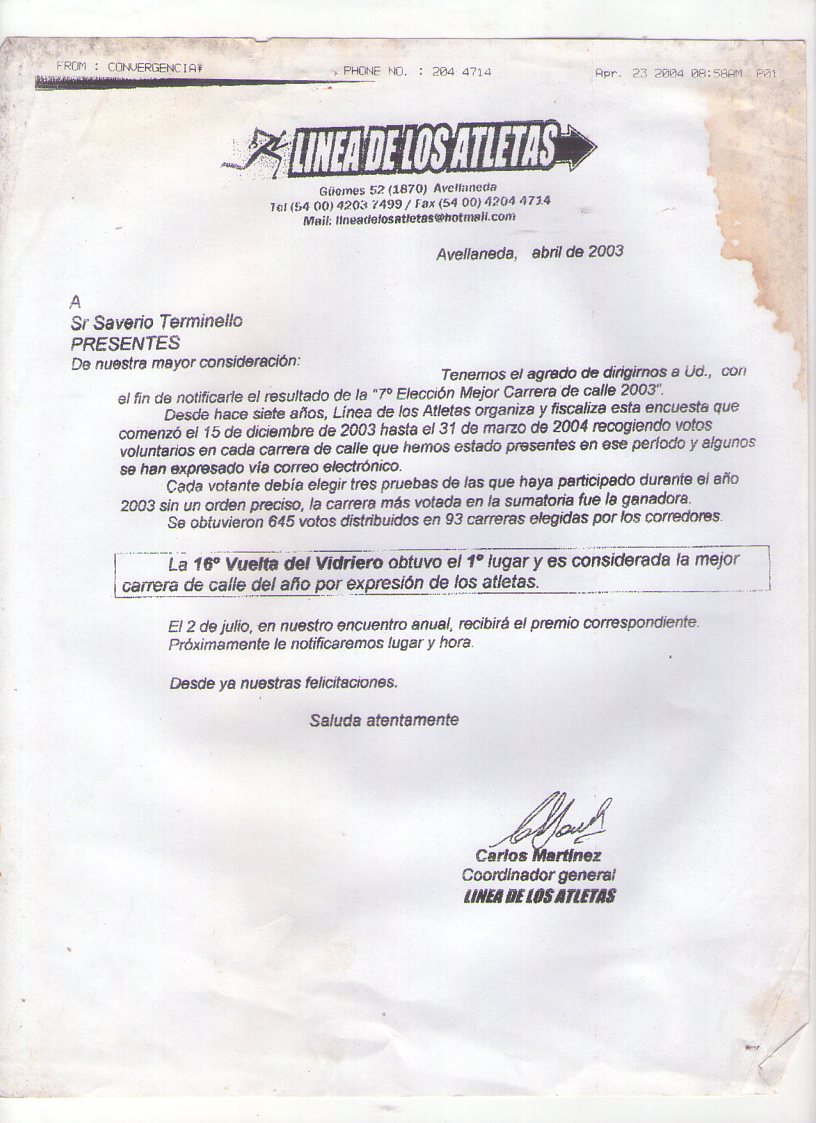 FROM : CONVERGENCIA* PHONE NO. : 204 4714 Apr. 23 2004 08:58AM P01
LINEA DE LOS ATLETAS
Güemes 52 (1870) Avellaneda
Tel (54 00) 4203 7499 / Fax (54 00) 4204 4714
Mail: lineadelosatletas@hotmail.com
Avellaneda, abril de 2003
A
Sr Saverio Terminello
PRESENTES
De nuestra mayor consideración:
Tenemos el agrado de dirigirnos a Ud., con
el fin de notificarle el resultado de la "7º Elección Mejor Carrera de calle 2003".
Desde hace siete años, Línea de los Atletas organiza y fiscaliza esta encuesta que
comenzó el 15 de diciembre de 2003 hasta el 31 de marzo de 2004 recogiendo votos
voluntarios en cada carrera de calle que hemos estado presentes en ese período y algunos
se han expresado vía correo electrónico.
Cada votante debía elegir tres pruebas de las que haya participado durante el año
2003 sin un orden preciso, la carrera más votada en la sumatoria fue la ganadora.
Se obtuvieron 645 votos distribuidos en 93 carreras elegidas por los corredores.
La 16º Vuelta del Vidriero obtuvo el 1º lugar y es considerada la mejor
carrera de calle del año por expresión de los atletas.
El 2 de julio, en nuestro encuentro anual, recibirá el premio correspondiente.
Próximamente le notificaremos lugar y hora.
Desde ya nuestras felicitaciones.
Saluda atentamente
Carlos Martínez
Coordinador general
LINEA DE LOS ATLETAS